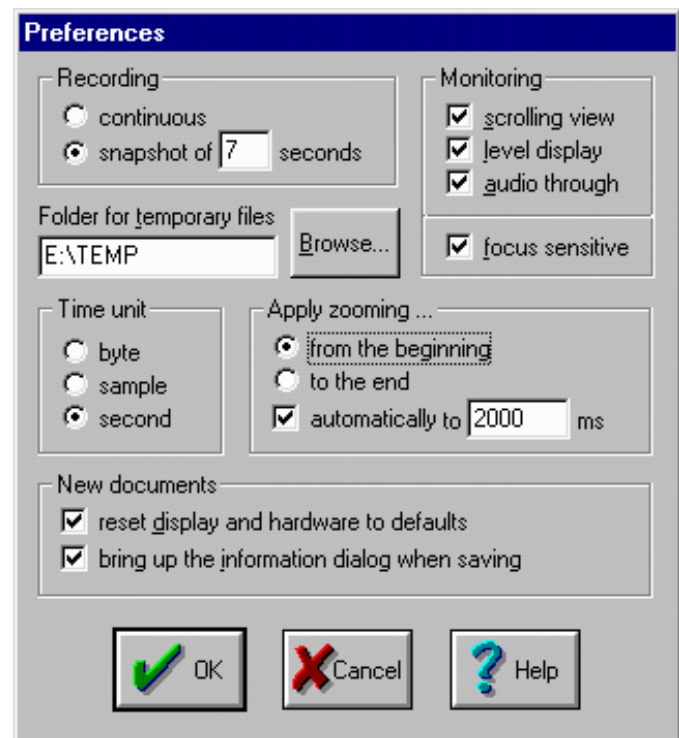 Preferences
Recording
continuous
snapshot of 7 seconds
Monitoring
scrolling view
level display
audio through
focus sensitive
Folder for temporary files
E:\TEMP
Browse...
Time unit
byte
sample
second
Apply zooming ...
from the beginning
to the end
automatically to 2000 ms
New documents
reset display and hardware to defaults
bring up the information dialog when saving
OK
Cancel
Help